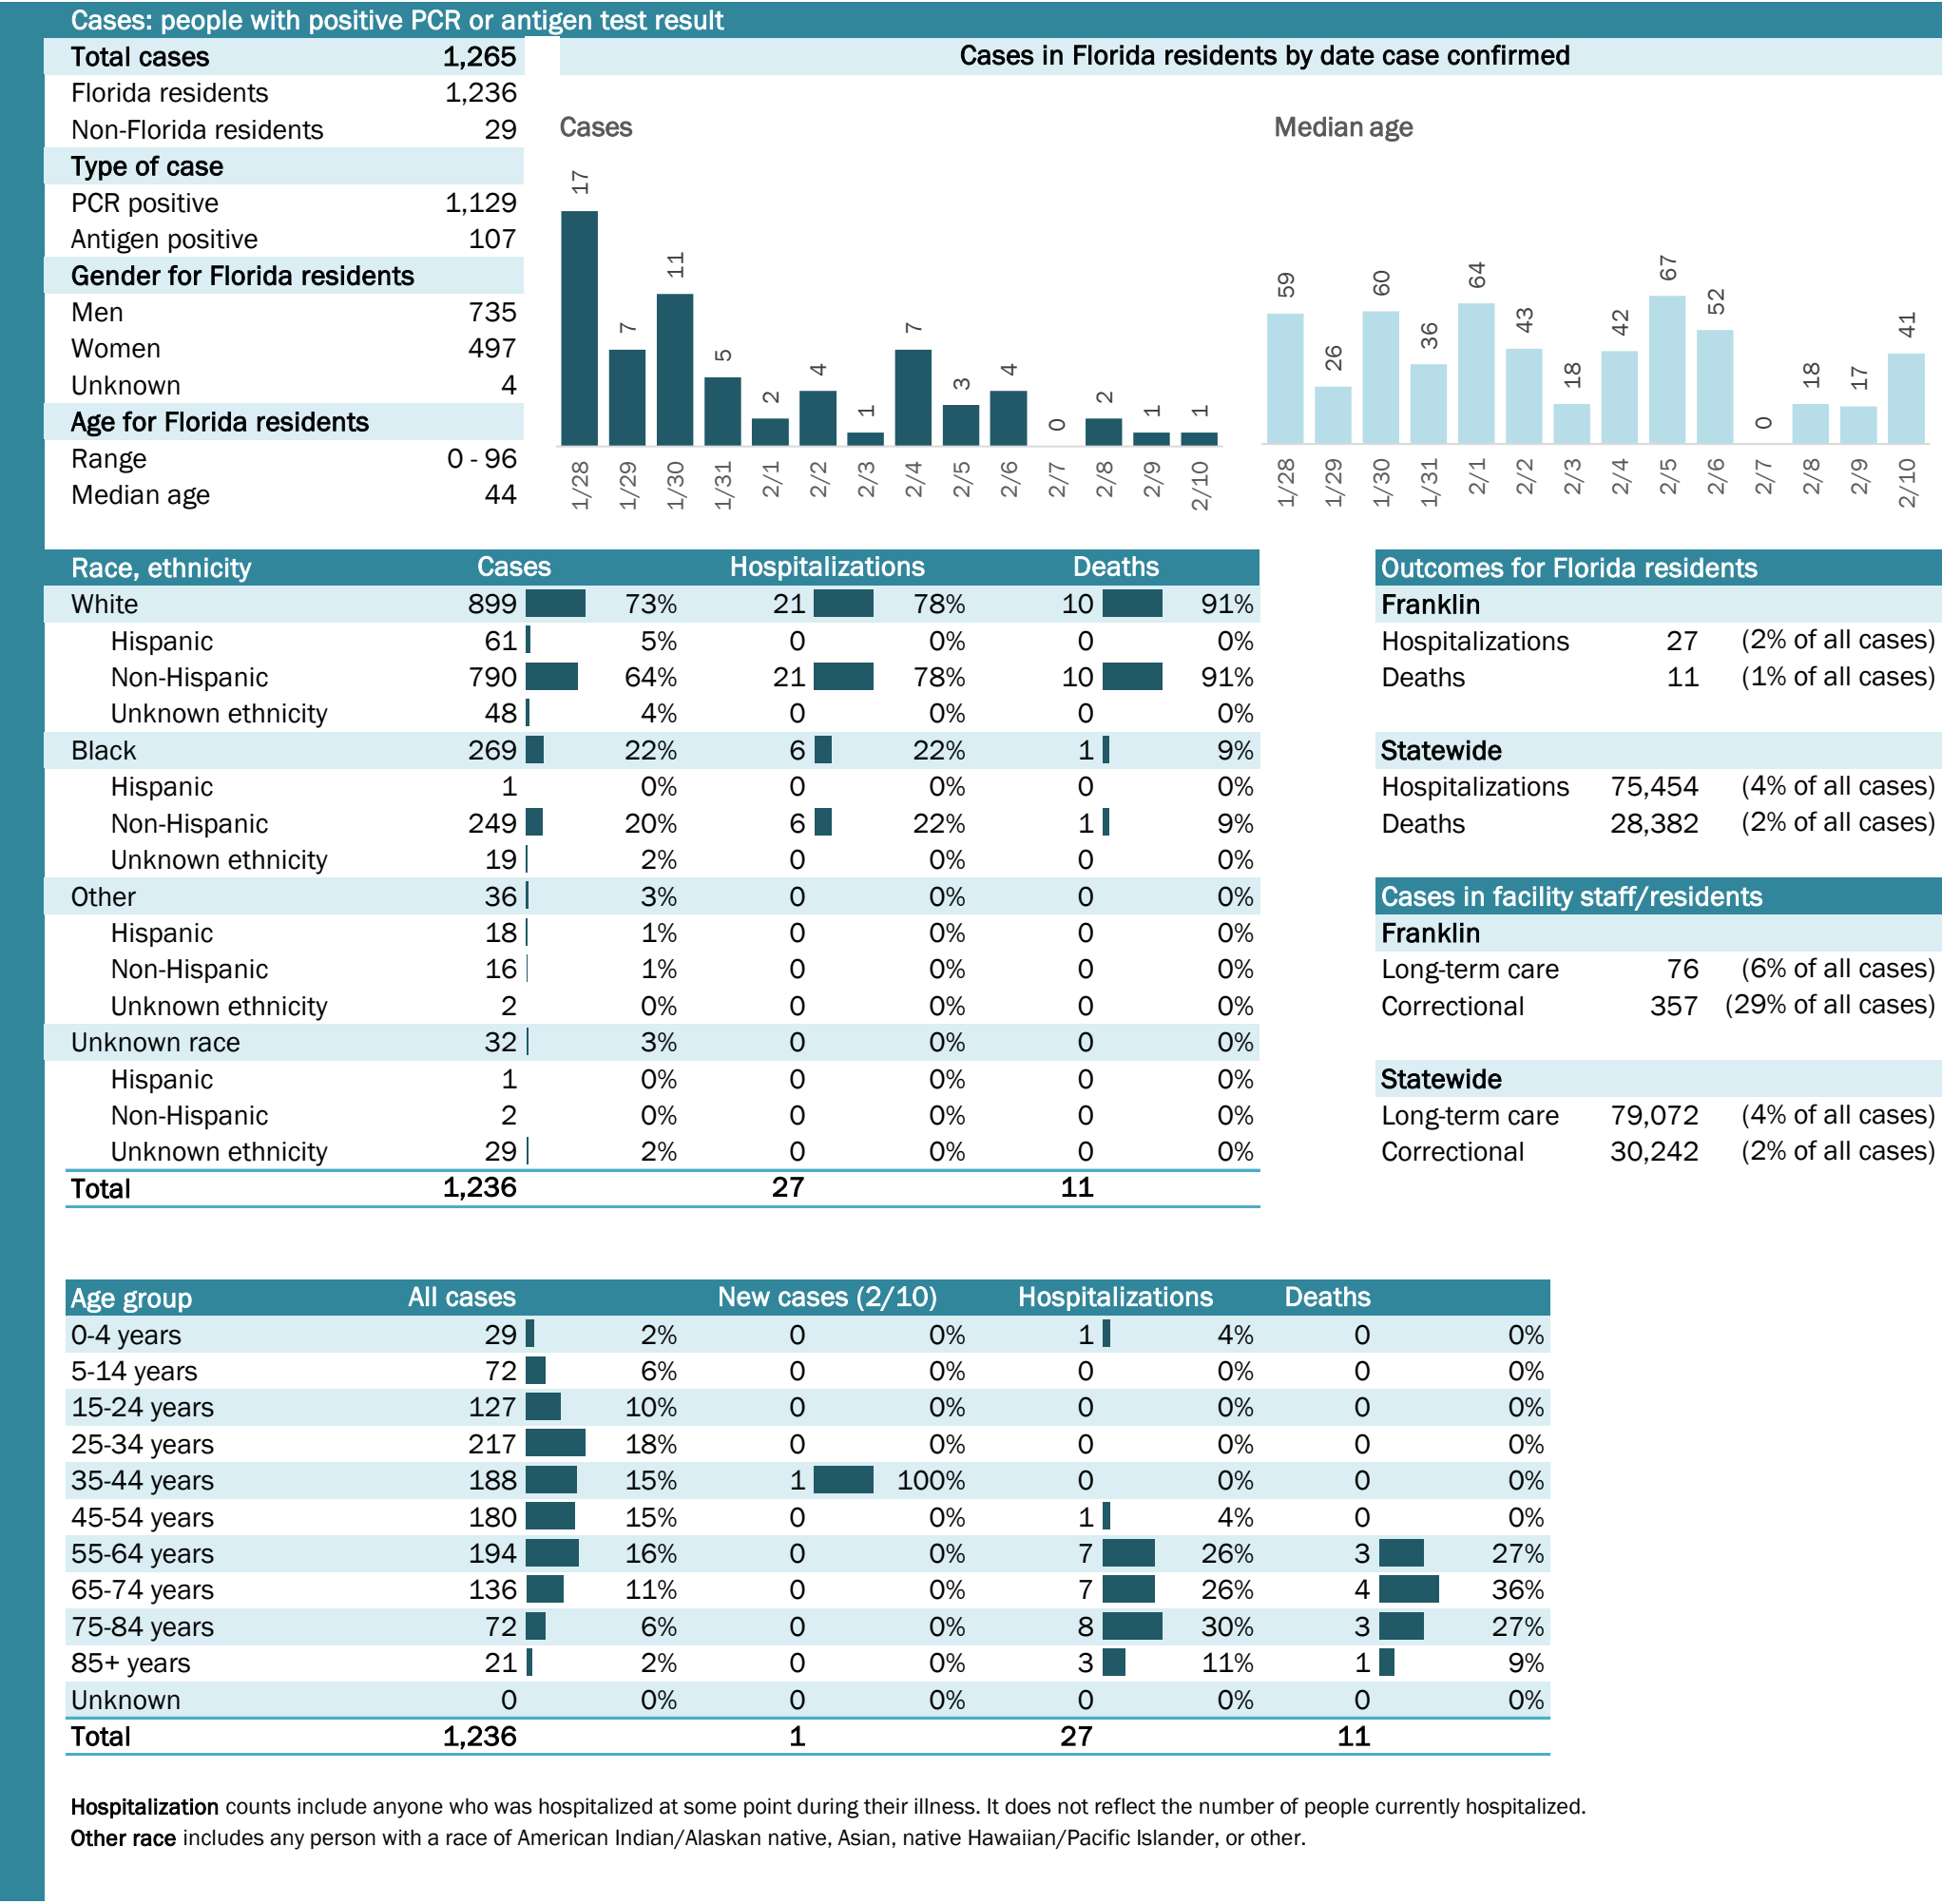 Cases: people with positive PCR or antigen test result
Total cases 1,265
Florida residents 1,236
Non-Florida residents 29
Type of case
PCR positive 1,129
Antigen positive 107
Gender for Florida residents
Men 735
Women 497
Unknown 4
Age for Florida residents
Range 0 - 96
Median age 44
Cases in Florida residents by date case confirmed
Cases
17 7 11 5 2 4 1 7 3 4 0 2 1 1
1/28 1/29 1/30 1/31 2/1 2/2 2/3 2/4 2/5 2/6 2/7 2/8 2/9 2/10
Median age
59 26 60 36 64 43 18 42 67 52 0 18 17 41
1/28 1/29 1/30 1/31 2/1 2/2 2/3 2/4 2/5 2/6 2/7 2/8 2/9 2/10
Race, ethnicity Cases Hospitalizations Deaths
White 899 73% 21 78% 10 91%
Hispanic 61 5% 0 0% 0 0%
Non-Hispanic 790 64% 21 78% 10 91%
Unknown ethnicity 48 4% 0 0% 0 0%
Black 269 22% 6 22% 1 9%
Hispanic 1 0% 0 0% 0 0%
Non-Hispanic 249 20% 6 22% 1 9%
Unknown ethnicity 19 2% 0 0% 0 0%
Other 36 3% 0 0% 0 0%
Hispanic 18 1% 0 0% 0 0%
Non-Hispanic 16 1% 0 0% 0 0%
Unknown ethnicity 2 0% 0 0% 0 0%
Unknown race 32 3% 0 0% 0 0%
Hispanic 1 0% 0 0% 0 0%
Non-Hispanic 2 0% 0 0% 0 0%
Unknown ethnicity 29 2% 0 0% 0 0%
Total 1,236 27 11
Outcomes for Florida residents
Franklin
Hospitalizations 27 (2% of all cases)
Deaths 11 (1% of all cases)
Statewide
Hospitalizations 75,454 (4% of all cases)
Deaths 28,382 (2% of all cases)
Cases in facility staff/residents
Franklin
Long-term care 76 (6% of all cases)
Correctional 357 (29% of all cases)
Statewide
Long-term care 79,072 (4% of all cases)
Correctional 30,242 (2% of all cases)
Age group All cases New cases (2/10) Hospitalizations Deaths
0-4 years 29 2% 0 0% 1 4% 0 0%
5-14 years 72 6% 0 0% 0 0% 0 0%
15-24 years 127 10% 0 0% 0 0% 0 0%
25-34 years 217 18% 0 0% 0 0% 0 0%
35-44 years 188 15% 1 100% 0 0% 0 0%
45-54 years 180 15% 0 0% 1 4% 0 0%
55-64 years 194 16% 0 0% 7 26% 3 27%
65-74 years 136 11% 0 0% 7 26% 4 36%
75-84 years 72 6% 0 0% 8 30% 3 27%
85+ years 21 2% 0 0% 3 11% 1 9%
Unknown 0 0% 0 0% 0 0% 0 0%
Total 1,236 1 27 11
Hospitalization counts include anyone who was hospitalized at some point during their illness. It does not reflect the number of people currently hospitalized.
Other race includes any person with a race of American Indian/Alaskan native, Asian, native Hawaiian/Pacific Islander, or other.